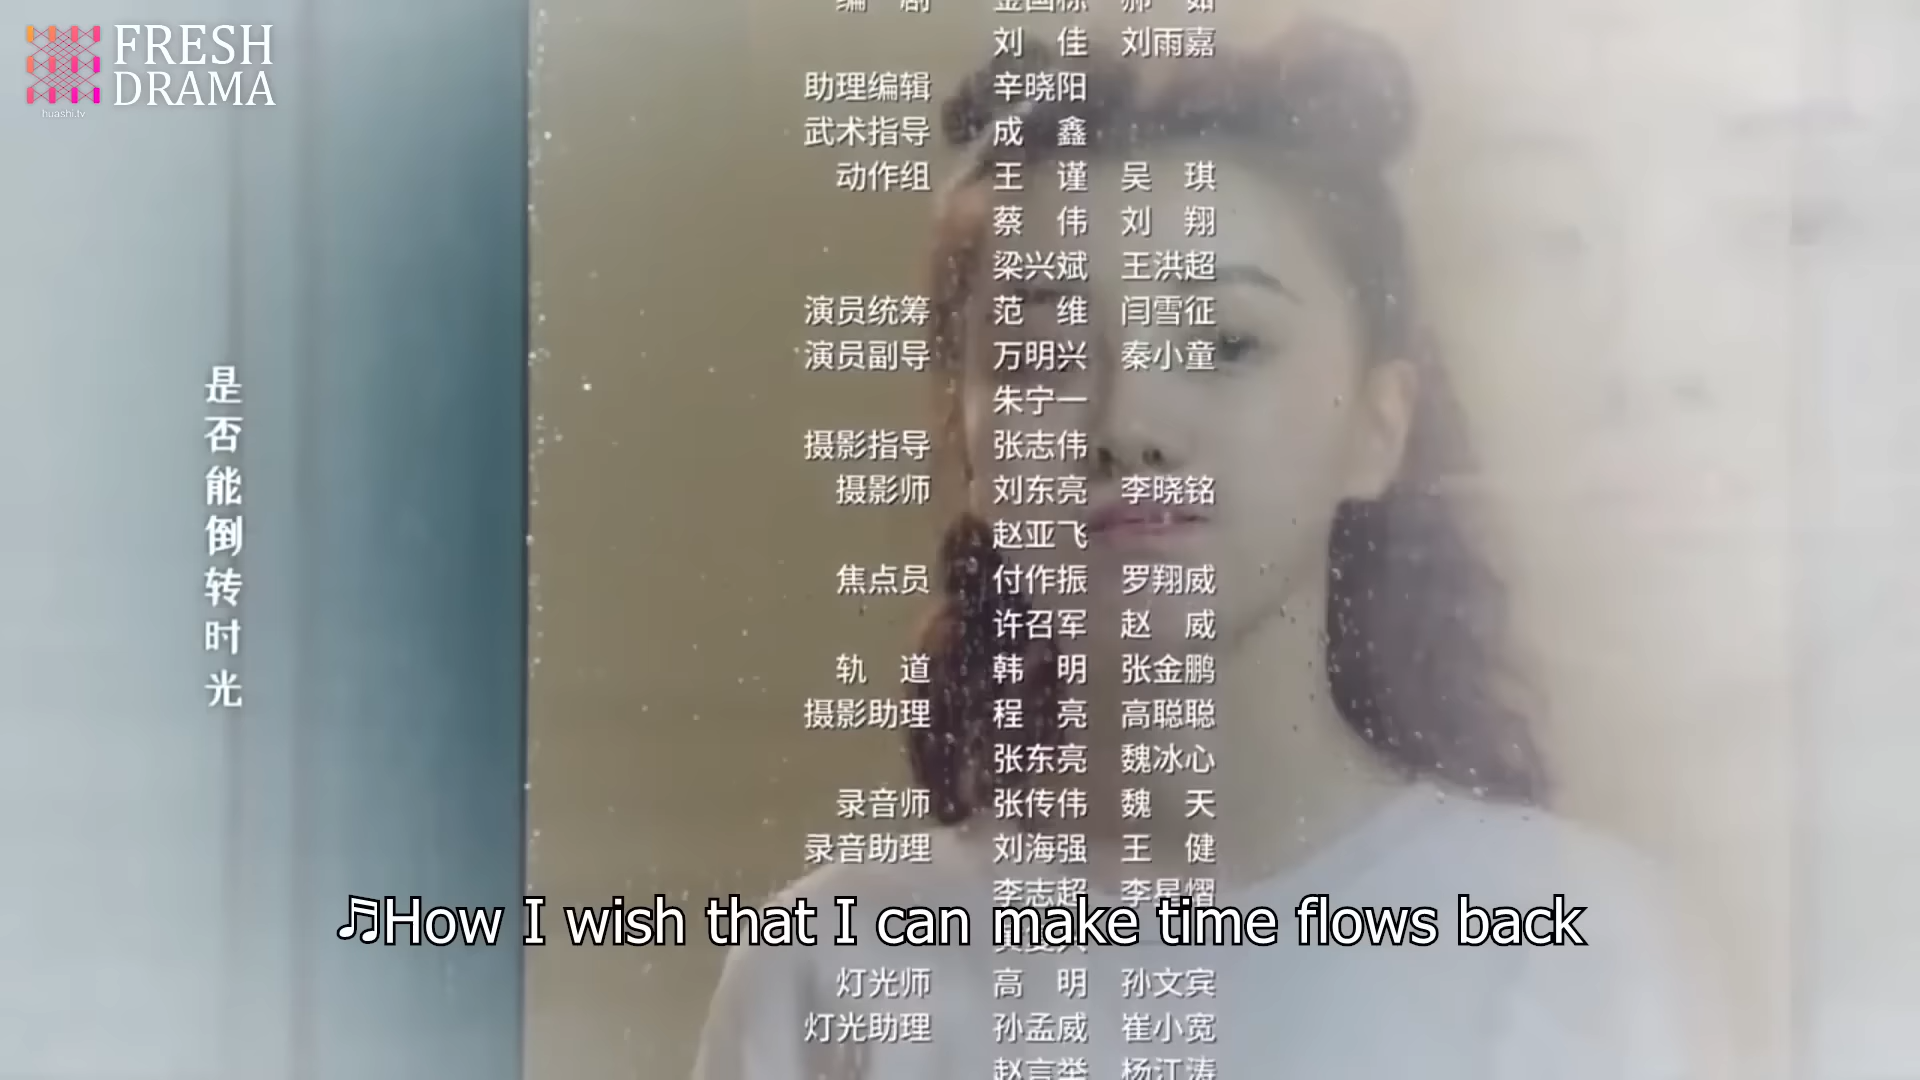 FRESH
DRAMA
huashi.tv
刘 佳 刘雨嘉
助理编辑 辛晓阳
武术指导 成 鑫
动作组 王 谨 吴 琪
蔡 伟 刘 翔
梁兴斌 王洪超
演员统筹 范 维 闫雪征
演员副导 万明兴 秦小童
朱宁一
摄影指导 张志伟
摄影师 刘东亮 李晓铭
赵亚飞
焦点员 付作振 罗翔威
许召军 赵 威
轨 道 韩 明 张金鹏
摄影助理 程 亮 高聪聪
张东亮 魏冰心
录音师 张传伟 魏 天
录音助理 刘海强 王 健
李志超 李星熠
灯光师 高 明 孙文宾
灯光助理 孙孟威 崔小宽
是否能倒转时光
♫How I wish that I can make time flows back